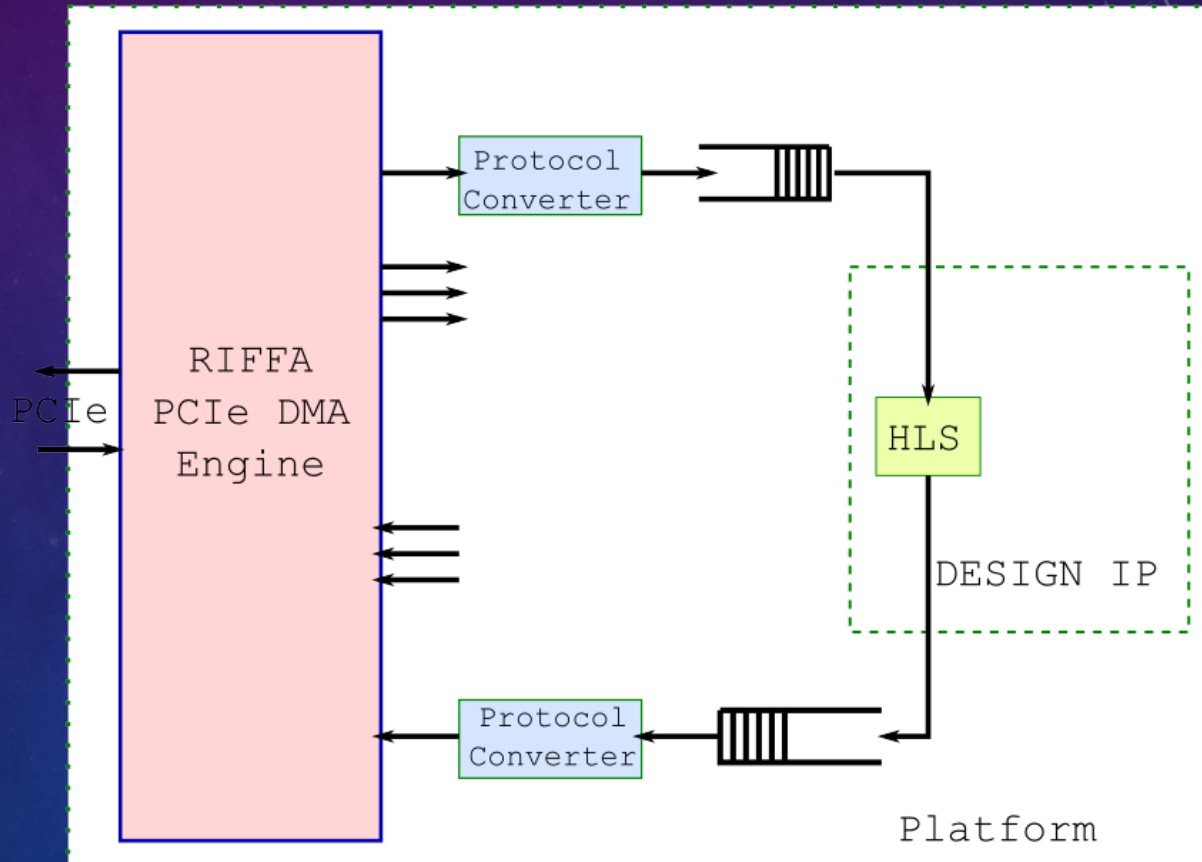 Protocol
Converter
RIFFA
PCIe DMA
Engine
PCIe
HLS
DESIGN IP
Protocol
Converter
Platform